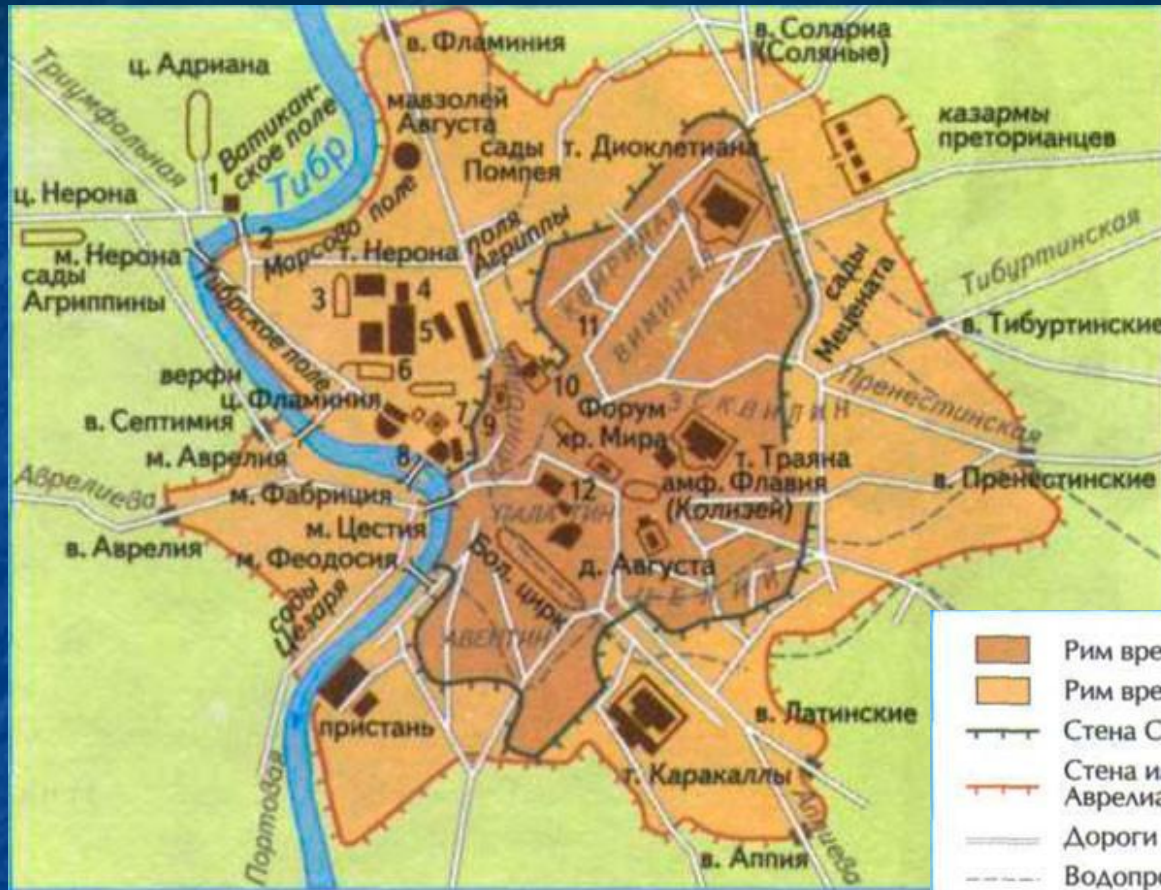 в. Фламиния
в. Солариа
(Соляные)
ц. Адриана
Триумфальная
Ватикан-
ское поле
Тибр
мавзолей
Августа
сады
Помпея
т. Диоклетиана
казармы
преторианцев
1
ц. Нерона
2
Марсово поле
м. Нерона
т. Нерона
поля
Агриппы
КВИРИНАЛ
ВИМИНАЛ
сады
Мецената
Тибуртинская
сады
Агриппины
Тибрское поле
3
4
5
11
в. Тибуртинские
верфи
6
10
Пренестинская
ц. Фламиния
Форум
ЭСКВИЛИН
в. Септимия
7
9
хр. Мира
м. Аврелия
8
т. Траяна
Аврелиева
м. Фабриция
12
амф. Флавия
(Колизей)
в. Пренестинские
м. Цестия
ПАЛАТИН
в. Аврелия
м. Феодосия
Бол. цирк
д. Августа
сады
Цезаря
АВЕНТИН
пристань
в. Латинские
т. Каракаллы
Портовая
Аппиева
в. Аппия
Рим вре
Рим вре
Стена С
Стена и
Аврелиа
Дороги
Водопро